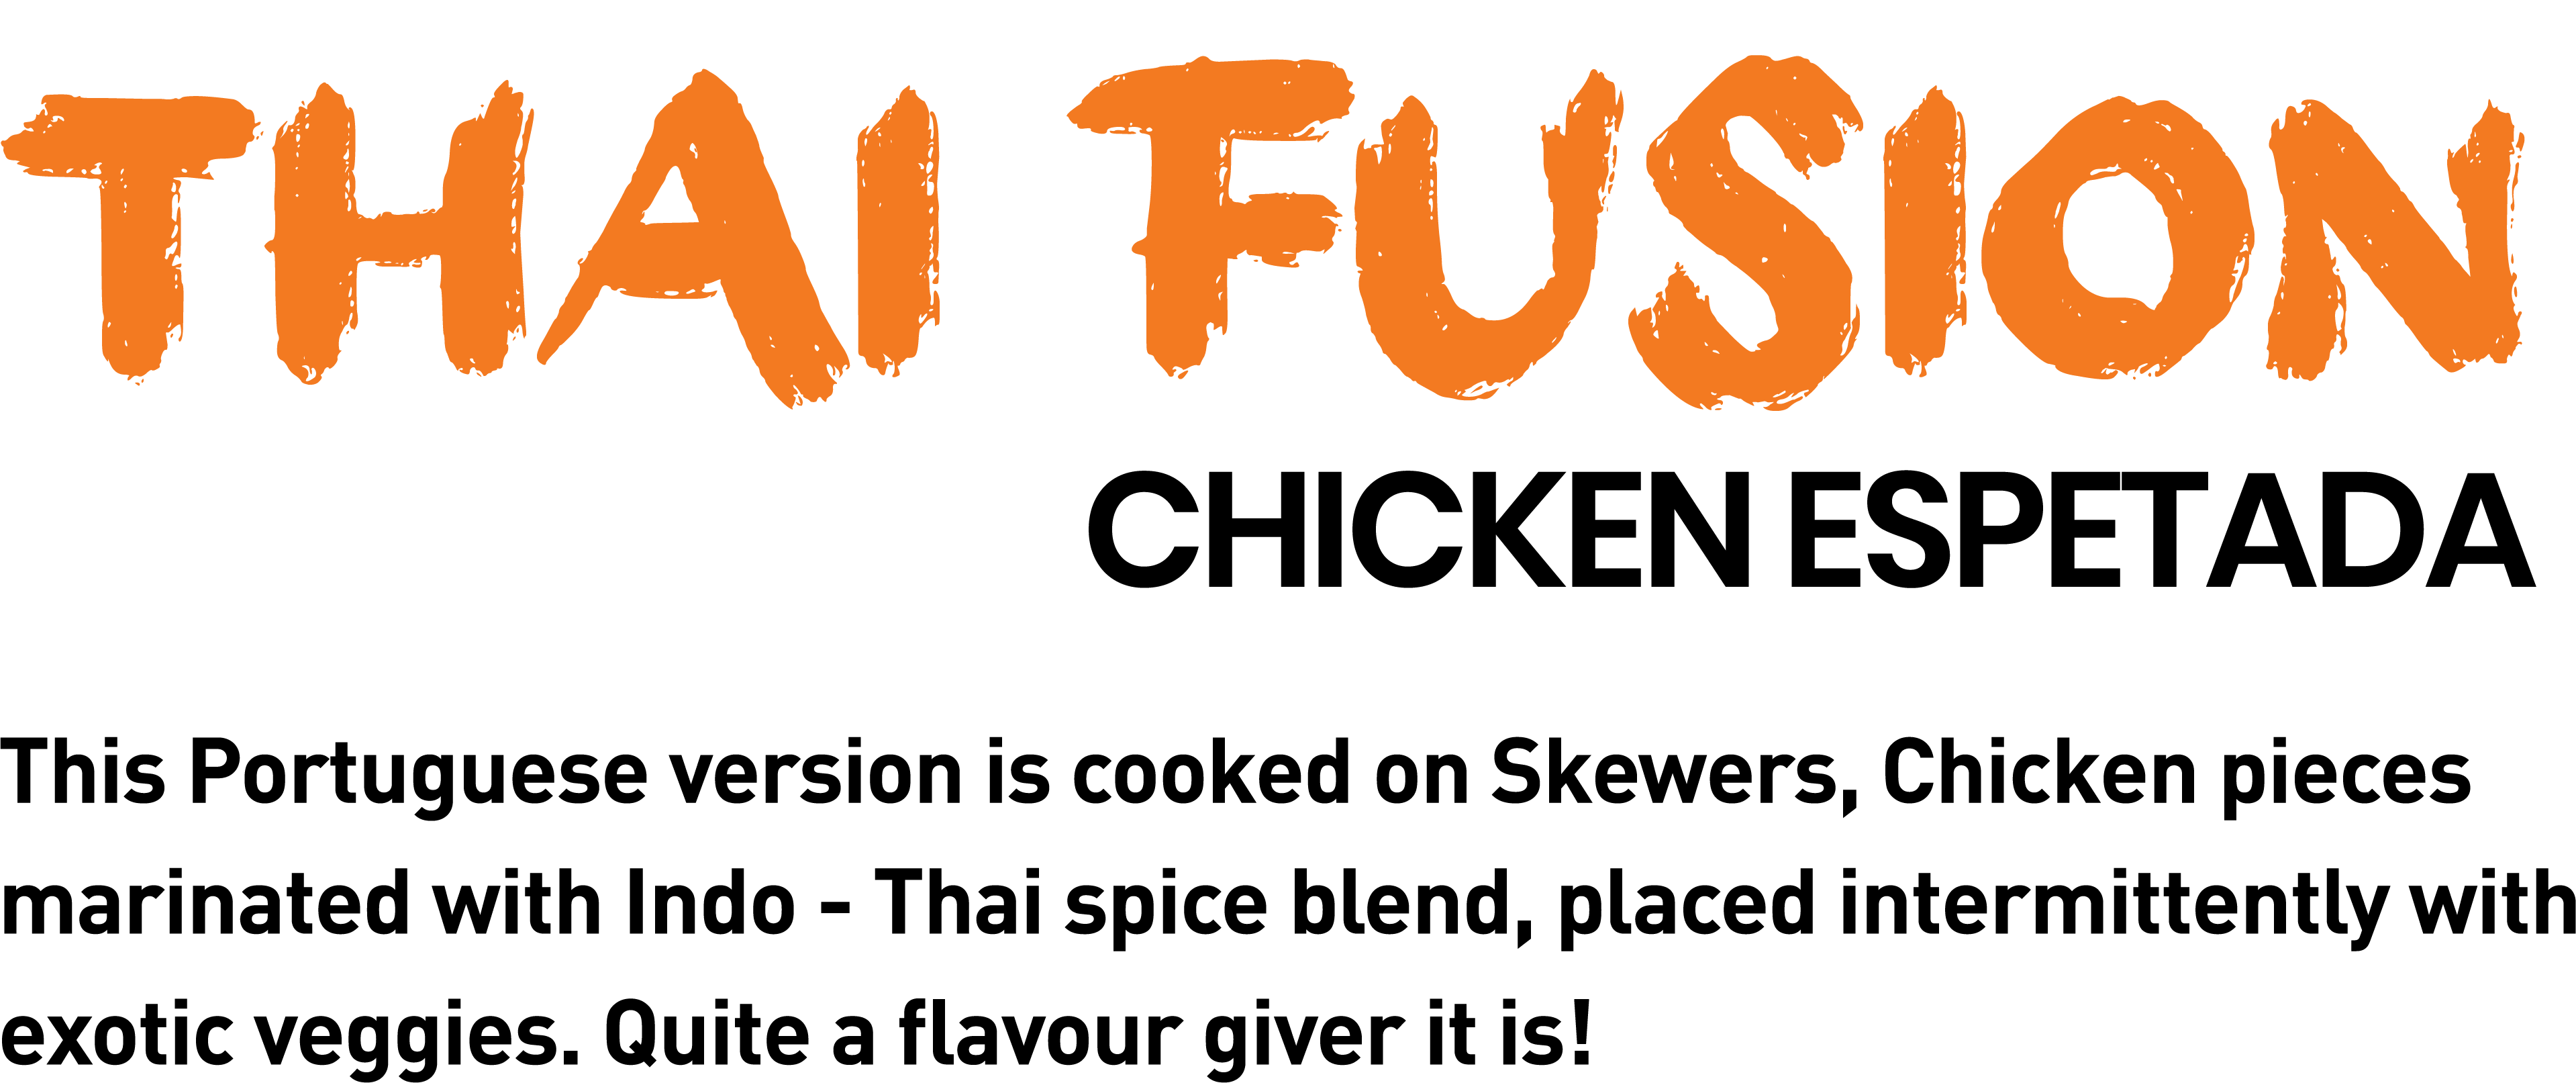 THAI FUSION
CHICKEN ESPETADA
This Portuguese version is cooked on Skewers, Chicken pieces
marinated with Indo - Thai spice blend, placed intermittently with
exotic veggies. Quite a flavour giver it is!